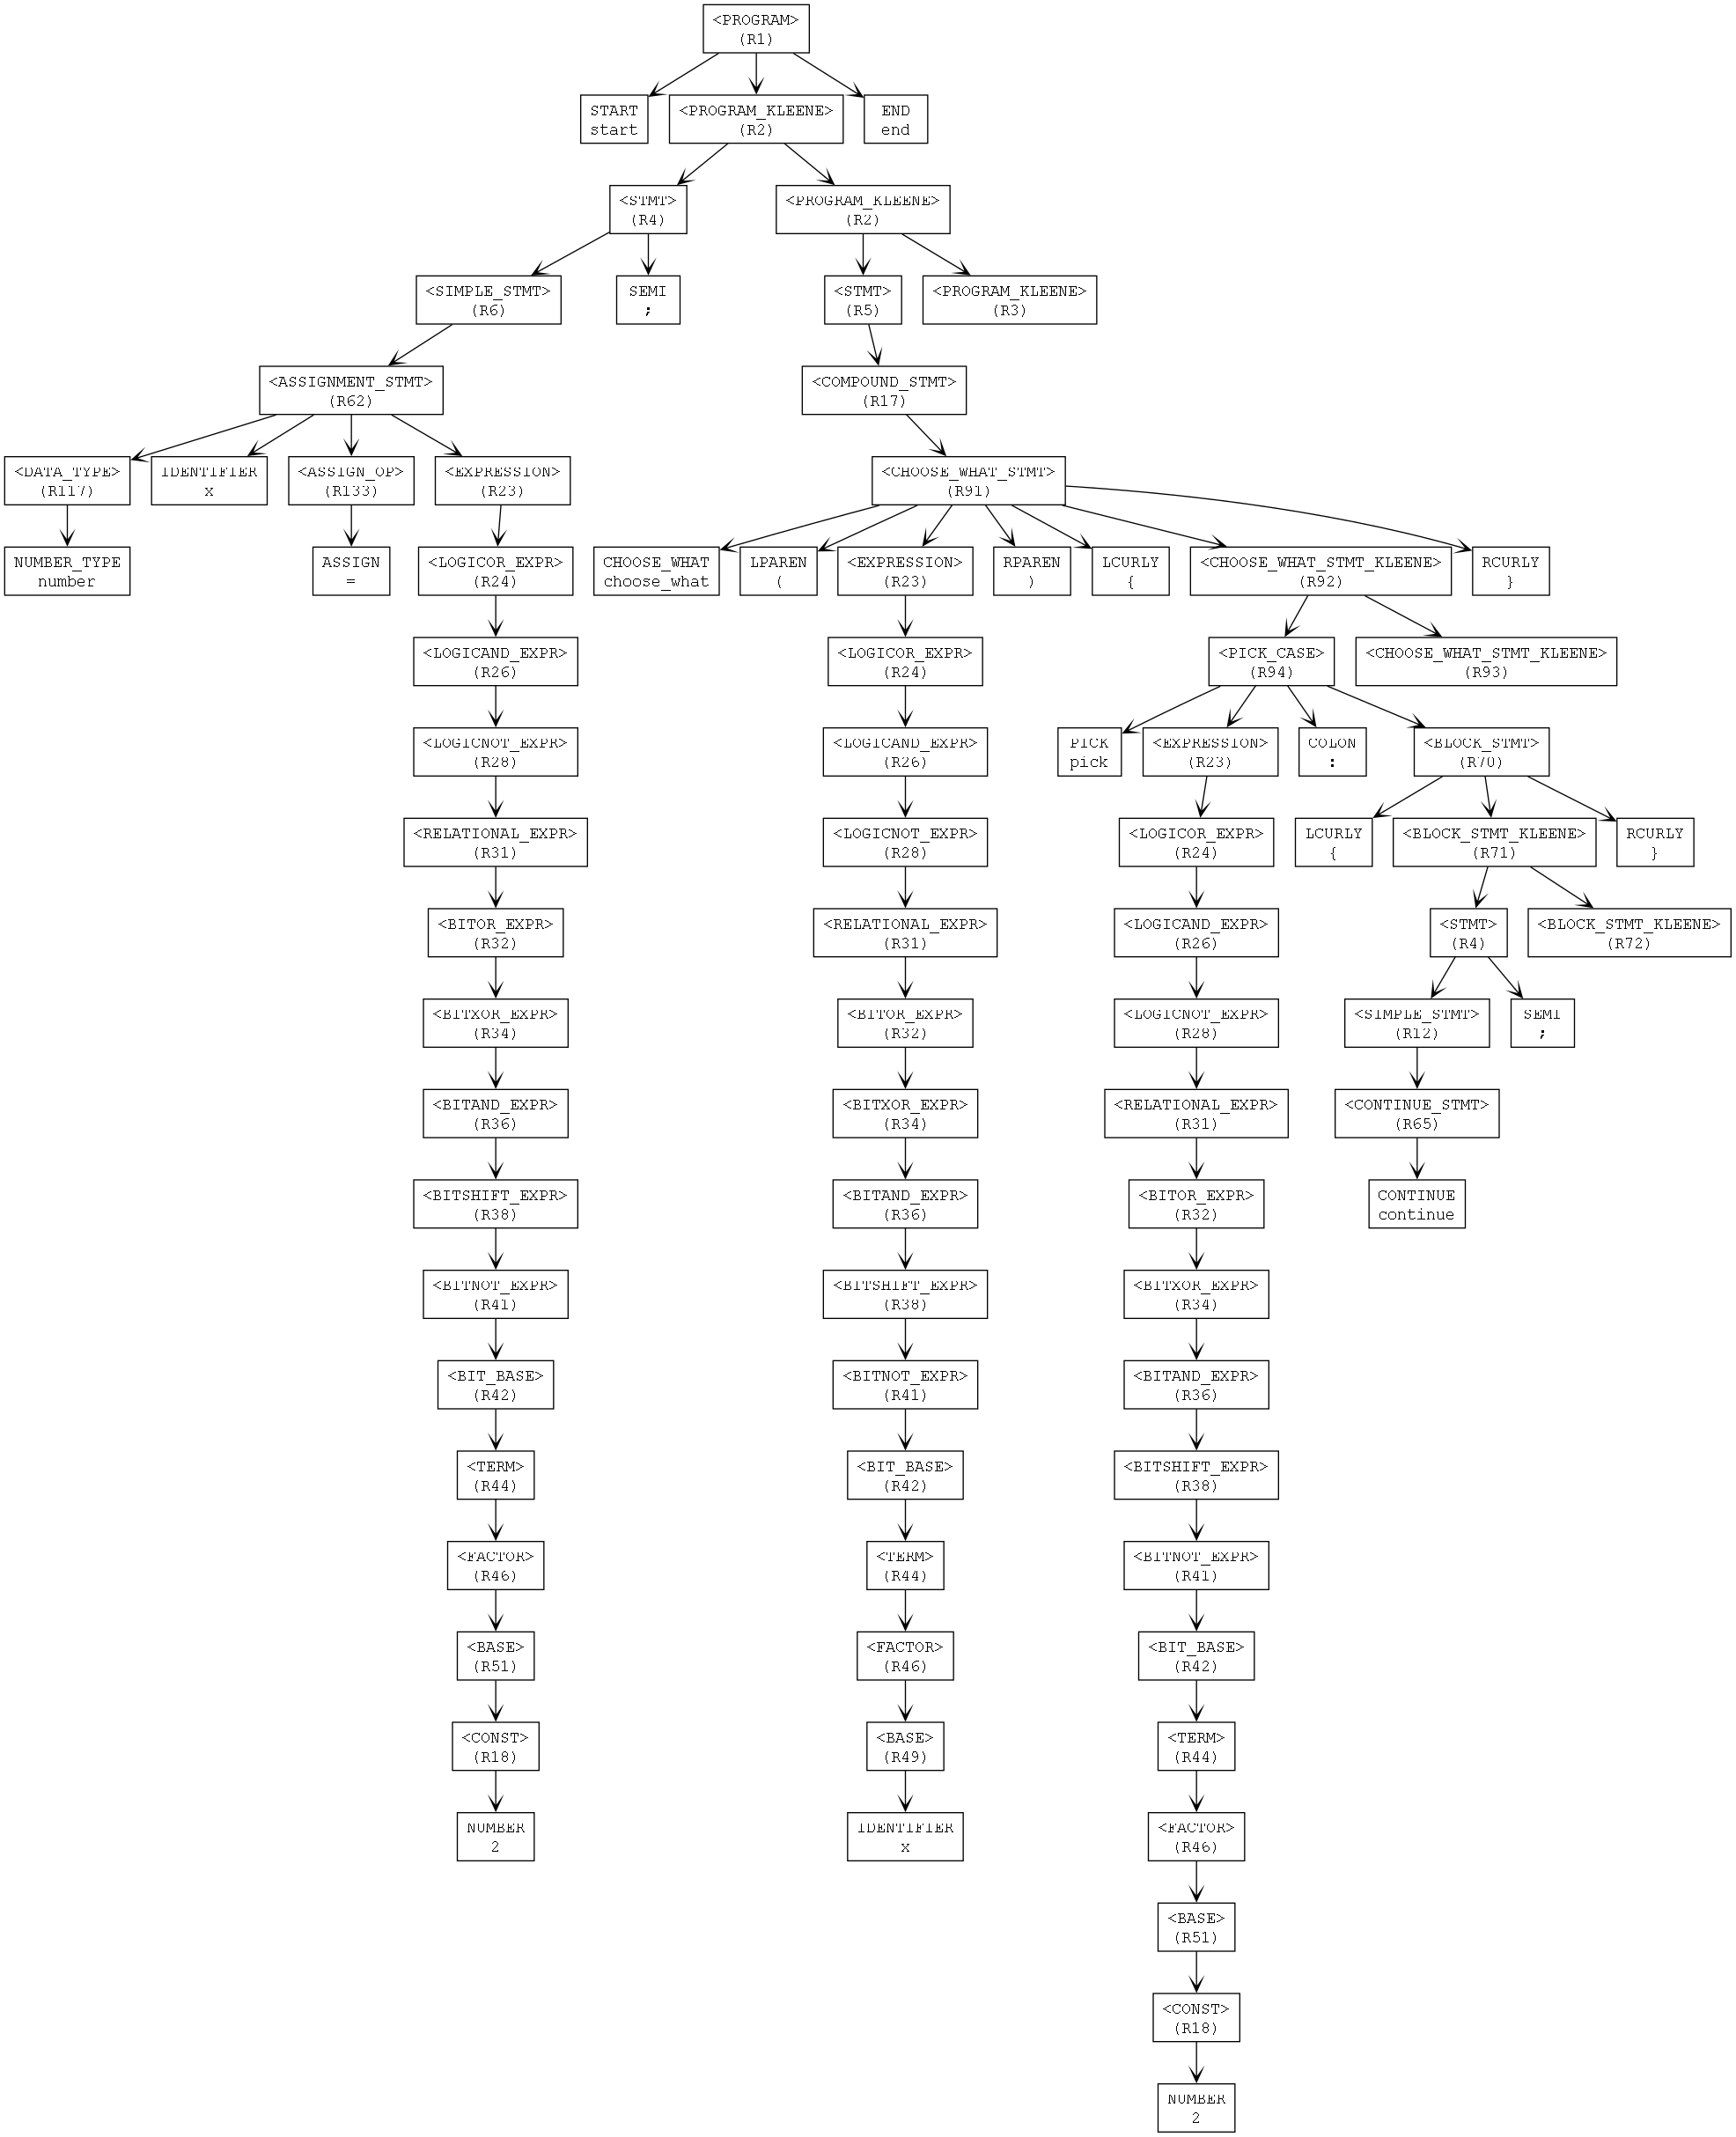 <PROGRAM>
(R1)
START
start
<PROGRAM_KLEENE>
(R2)
END
end
<STMT>
(R4)
<PROGRAM_KLEENE>
(R2)
<SIMPLE_STMT>
(R6)
SEMI
;
<STMT>
(R5)
<PROGRAM_KLEENE>
(R3)
<ASSIGNMENT_STMT>
(R62)
<COMPOUND_STMT>
(R17)
<DATA_TYPE>
(R117)
IDENTIFIER
x
<ASSIGN_OP>
(R133)
<EXPRESSION>
(R23)
<CHOOSE_WHAT_STMT>
(R91)
NUMBER_TYPE
number
ASSIGN
=
<LOGICOR_EXPR>
(R24)
CHOOSE_WHAT
choose_what
LPAREN
(
<EXPRESSION>
(R23)
RPAREN
)
LCURLY
{
<CHOOSE_WHAT_STMT_KLEENE>
(R92)
RCURLY
}
<LOGICAND_EXPR>
(R26)
<LOGICOR_EXPR>
(R24)
<PICK_CASE>
(R94)
<CHOOSE_WHAT_STMT_KLEENE>
(R93)
<LOGICNOT_EXPR>
(R28)
<LOGICAND_EXPR>
(R26)
PICK
pick
<EXPRESSION>
(R23)
COLON
:
<BLOCK_STMT>
(R70)
<RELATIONAL_EXPR>
(R31)
<LOGICNOT_EXPR>
(R28)
<LOGICOR_EXPR>
(R24)
LCURLY
{
<BLOCK_STMT_KLEENE>
(R71)
RCURLY
}
<BITOR_EXPR>
(R32)
<RELATIONAL_EXPR>
(R31)
<LOGICAND_EXPR>
(R26)
<STMT>
(R4)
<BLOCK_STMT_KLEENE>
(R72)
<BITXOR_EXPR>
(R34)
<BITOR_EXPR>
(R32)
<LOGICNOT_EXPR>
(R28)
<SIMPLE_STMT>
(R12)
SEMI
;
<BITAND_EXPR>
(R36)
<BITXOR_EXPR>
(R34)
<RELATIONAL_EXPR>
(R31)
<CONTINUE_STMT>
(R65)
<BITSHIFT_EXPR>
(R38)
<BITAND_EXPR>
(R36)
<BITOR_EXPR>
(R32)
CONTINUE
continue
<BITNOT_EXPR>
(R41)
<BITSHIFT_EXPR>
(R38)
<BITXOR_EXPR>
(R34)
<BIT_BASE>
(R42)
<BITNOT_EXPR>
(R41)
<BITAND_EXPR>
(R36)
<TERM>
(R44)
<BIT_BASE>
(R42)
<BITSHIFT_EXPR>
(R38)
<FACTOR>
(R46)
<TERM>
(R44)
<BITNOT_EXPR>
(R41)
<BASE>
(R51)
<FACTOR>
(R46)
<BIT_BASE>
(R42)
<CONST>
(R18)
<BASE>
(R49)
<TERM>
(R44)
NUMBER
2
IDENTIFIER
x
<FACTOR>
(R46)
<BASE>
(R51)
<CONST>
(R18)
NUMBER
2